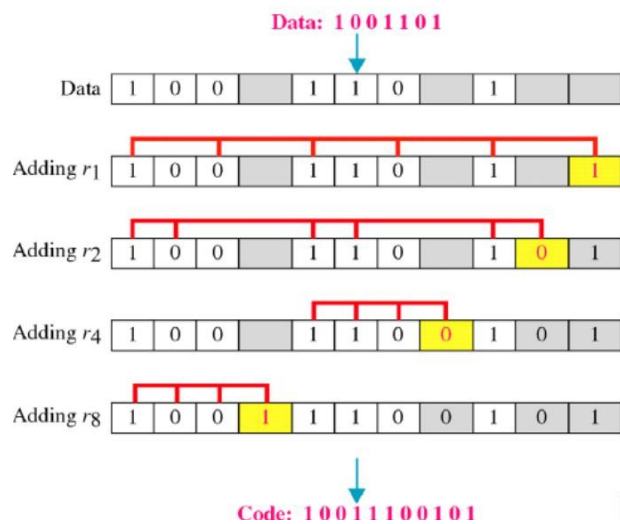 Data: 1 0 0 1 1 0 1
Data 1 0 0 1 1 0 1
Adding r1 1 0 0 1 1 0 1 1
Adding r2 1 0 0 1 1 0 1 0 1
Adding r4 1 0 0 1 1 0 0 1 0 1
Adding r8 1 0 0 1 1 1 0 0 1 0 1
Code: 1 0 0 1 1 1 0 0 1 0 1